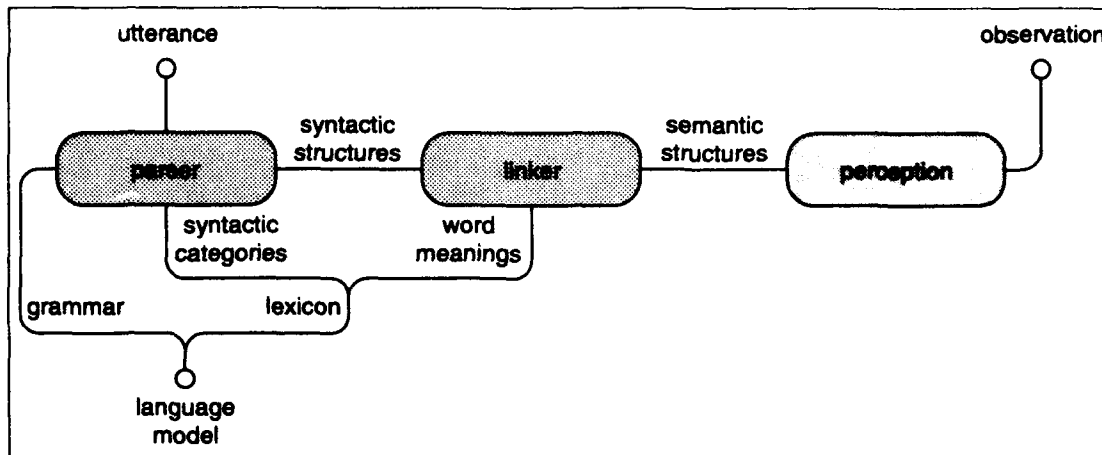 utterance
observation
syntactic
structures
semantic
structures
parser
linker
perception
syntactic
categories
word
meanings
grammar
lexicon
language
model